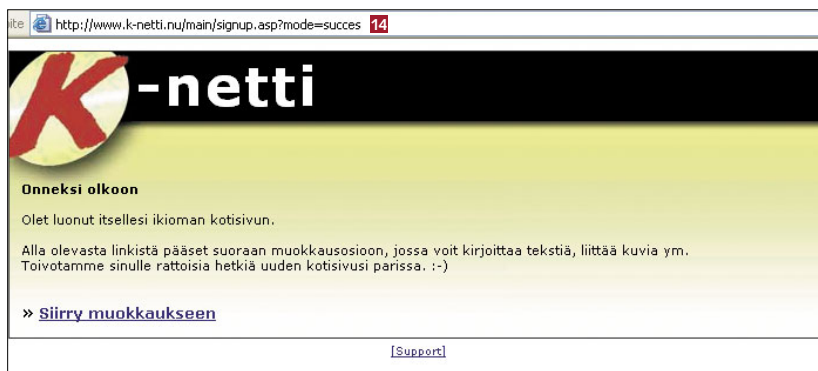 ite http://www.k-netti.nu/main/signup.asp?mode=succes 14
K-netti
Onneksi olkoon
Olet luonut itsellesi ikioman kotisivun.
Alla olevasta linkistä pääset suoraan muokkausosioon, jossa voit kirjoittaa tekstiä, liittää kuvia ym.
Toivotamme sinulle rattoisia hetkiä uuden kotisivusi parissa. :-)
» Siirry muokkaukseen
[Support]